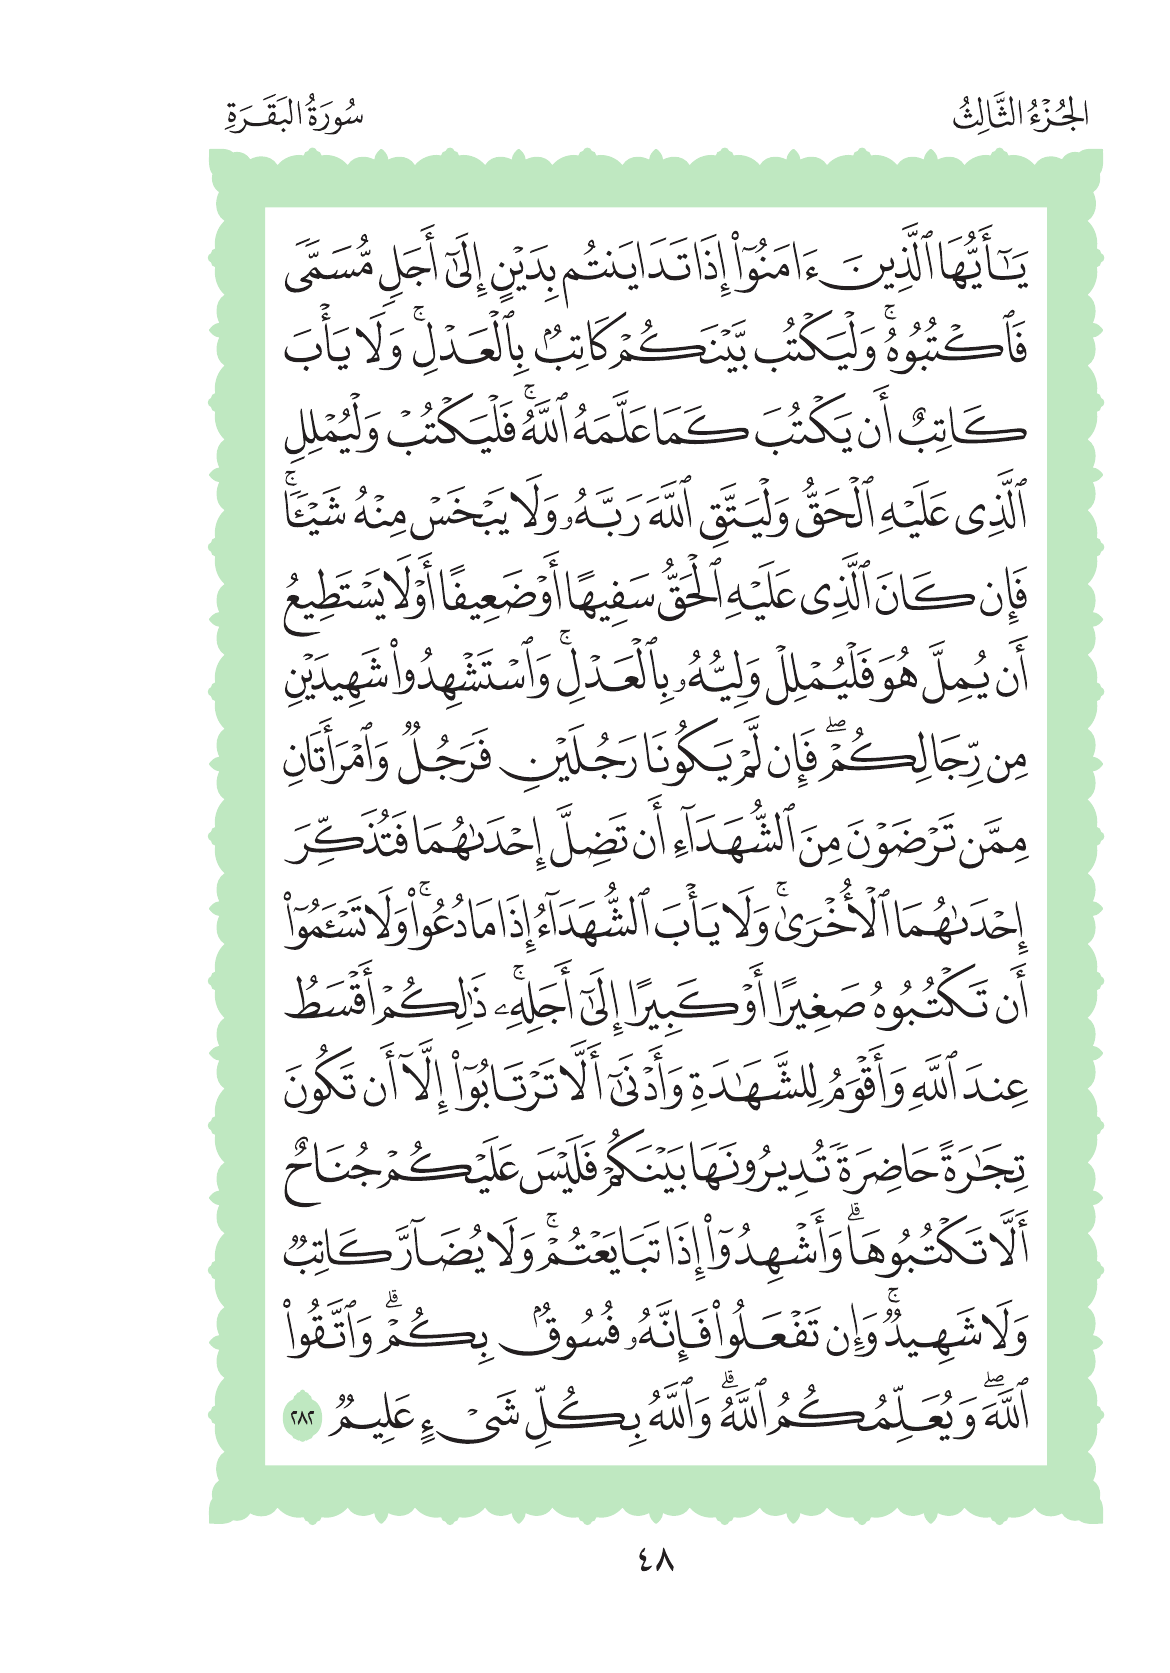 الجُزْءُ الثَّالِثُ
سُورَةُ البَقَرَةِ
يَـٰٓأَيُّهَا ٱلَّذِينَ ءَامَنُوٓا۟ إِذَا تَدَايَنتُم بِدَيْنٍ إِلَىٰٓ أَجَلٍ مُّسَمًّى
فَٱكْتُبُوهُ ۚ وَلْيَكْتُب بَّيْنَكُمْ كَاتِبٌۢ بِٱلْعَدْلِ ۚ وَلَا يَأْبَ
كَاتِبٌ أَن يَكْتُبَ كَمَا عَلَّمَهُ ٱللَّهُ ۚ فَلْيَكْتُبْ وَلْيُمْلِلِ
ٱلَّذِى عَلَيْهِ ٱلْحَقُّ وَلْيَتَّقِ ٱللَّهَ رَبَّهُۥ وَلَا يَبْخَسْ مِنْهُ شَيْـًٔا ۚ
فَإِن كَانَ ٱلَّذِى عَلَيْهِ ٱلْحَقُّ سَفِيهًا أَوْ ضَعِيفًا أَوْ لَا يَسْتَطِيعُ
أَن يُمِلَّ هُوَ فَلْيُمْلِلْ وَلِيُّهُۥ بِٱلْعَدْلِ ۚ وَٱسْتَشْهِدُوا۟ شَهِيدَيْنِ
مِن رِّجَالِكُمْ ۖ فَإِن لَّمْ يَكُونَا رَجُلَيْنِ فَرَجُلٌ وَٱمْرَأَتَانِ
مِمَّن تَرْضَوْنَ مِنَ ٱلشُّهَدَآءِ أَن تَضِلَّ إِحْدَىٰهُمَا فَتُذَكِّرَ
إِحْدَىٰهُمَا ٱلْأُخْرَىٰ ۚ وَلَا يَأْبَ ٱلشُّهَدَآءُ إِذَا مَا دُعُوا۟ ۚ وَلَا تَسْـَٔمُوٓا۟
أَن تَكْتُبُوهُ صَغِيرًا أَوْ كَبِيرًا إِلَىٰٓ أَجَلِهِۦ ۚ ذَٰلِكُمْ أَقْسَطُ
عِندَ ٱللَّهِ وَأَقْوَمُ لِلشَّهَـٰدَةِ وَأَدْنَىٰٓ أَلَّا تَرْتَابُوٓا۟ ۖ إِلَّآ أَن تَكُونَ
تِجَـٰرَةً حَاضِرَةً تُدِيرُونَهَا بَيْنَكُمْ فَلَيْسَ عَلَيْكُمْ جُنَاحٌ
أَلَّا تَكْتُبُوهَا ۗ وَأَشْهِدُوٓا۟ إِذَا تَبَايَعْتُمْ ۚ وَلَا يُضَآرَّ كَاتِبٌ
وَلَا شَهِيدٌ ۚ وَإِن تَفْعَلُوا۟ فَإِنَّهُۥ فُسُوقٌۢ بِكُمْ ۗ وَٱتَّقُوا۟
ٱللَّهَ ۖ وَيُعَلِّمُكُمُ ٱللَّهُ ۗ وَٱللَّهُ بِكُلِّ شَىْءٍ عَلِيمٌ ٢٨٢
٤٨